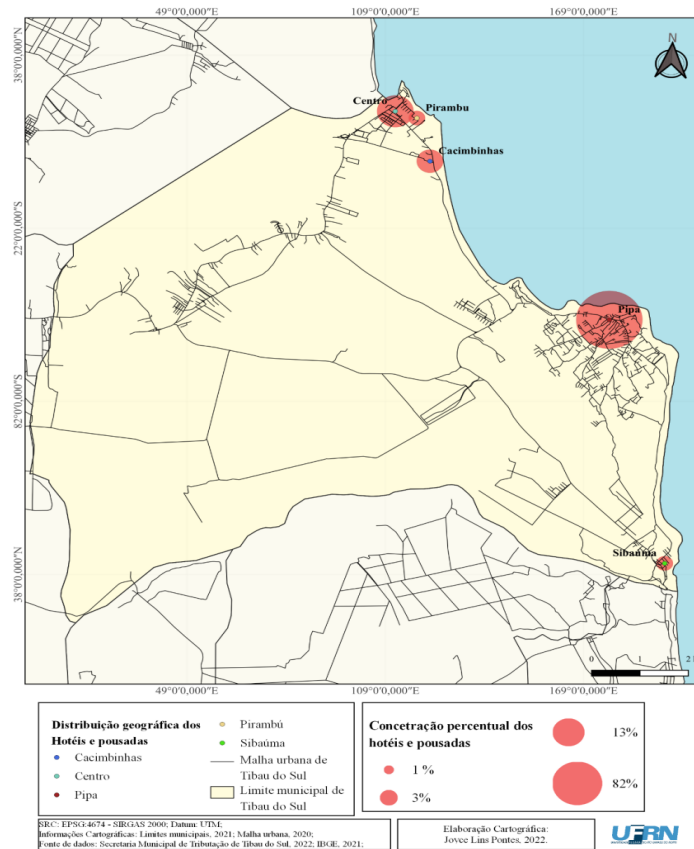 49°0′0,000″E 109°0′0,000″E 169°0′0,000″E
38°0′0,000″N
22°0′0,000″S
82°0′0,000″S
38°0′0,000″N
N
Centro
Pirambu
Cacimbinhas
Pipa
Sibaúma
0 1 2
49°0′0,000″E 109°0′0,000″E 169°0′0,000″E
Distribuição geográfica dos
Hotéis e pousadas
Cacimbinhas
Centro
Pipa
Pirambú
Sibaúma
Malha urbana de
Tibau do Sul
Limite municipal de
Tibau do Sul
Concetração percentual dos
hotéis e pousadas
1 %
3%
13%
82%
SRC: EPSG:4674 - SIRGAS 2000; Datum: UTM;
Informações Cartográficas: Limites municipais, 2021; Malha urbana, 2020;
Fonte de dados: Secretaria Municipal de Tributação de Tibau do Sul, 2022; IBGE, 2021;
Elaboração Cartográfica:
Joyce Lins Pontes, 2022.
UFRN